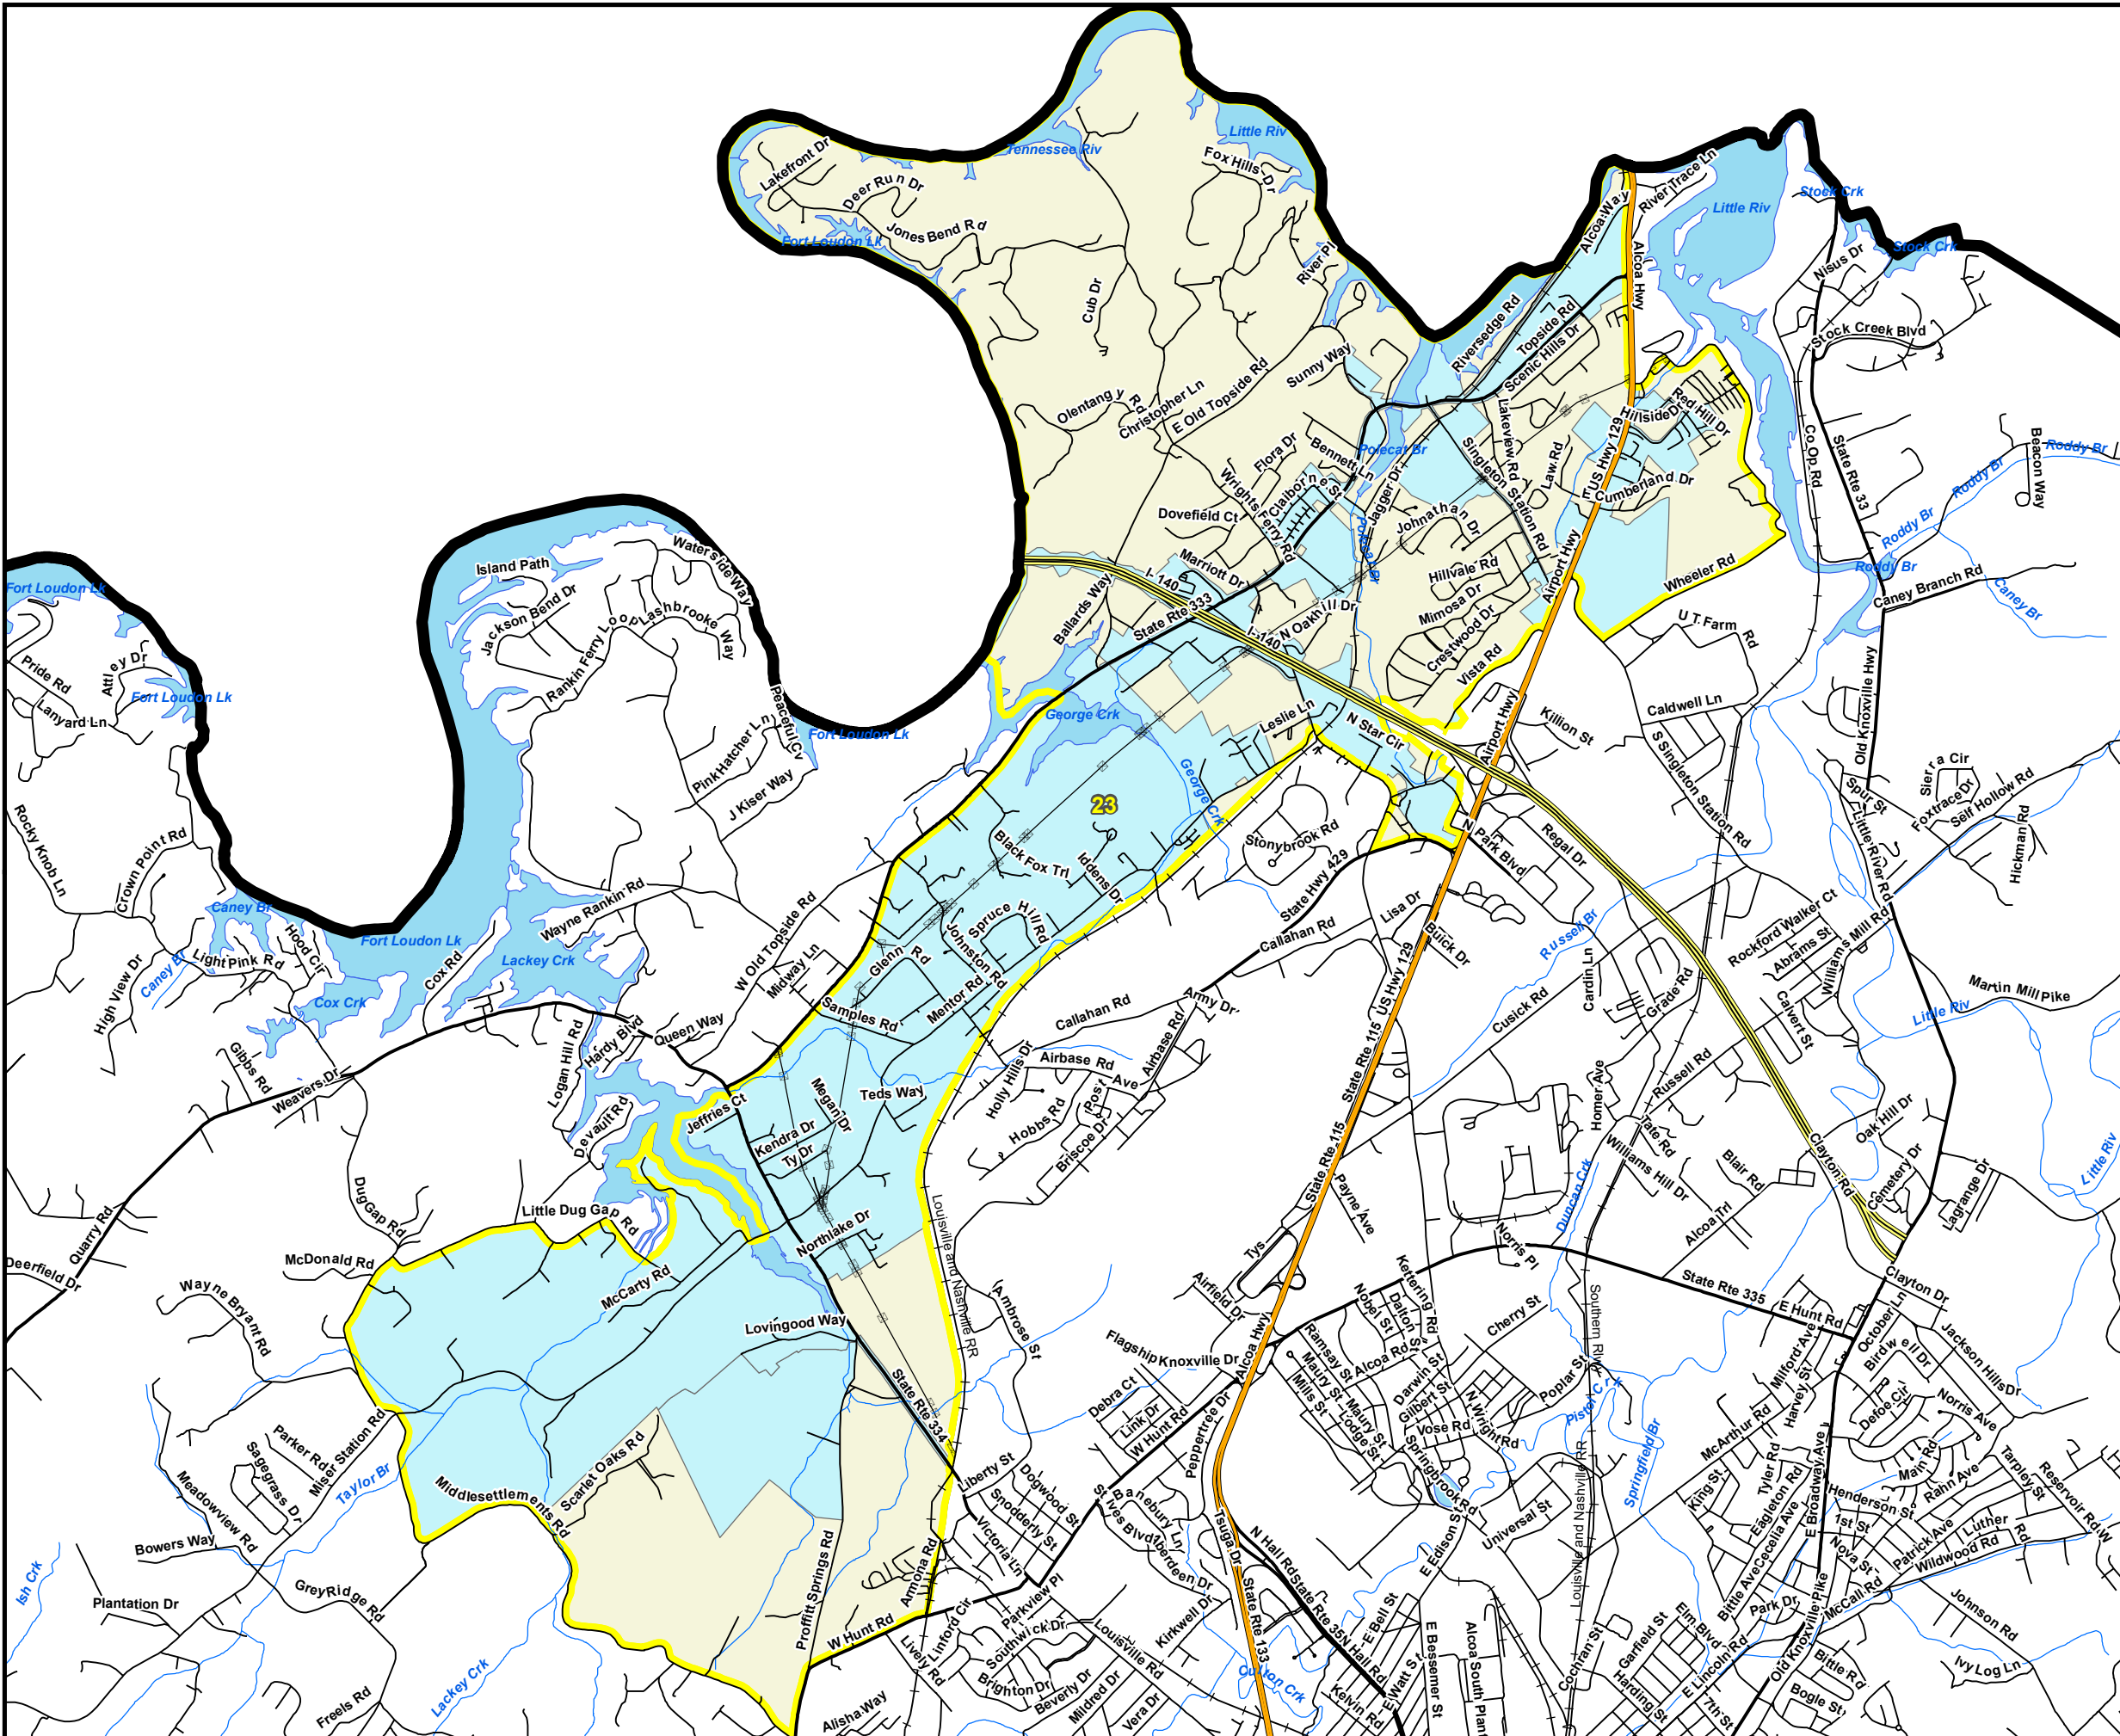 Lakefront Dr
Deer Run Dr
Jones Bend Rd
Fort Loudon Lk
Tennessee Riv
Little Riv
Fox Hills Dr
River Pl
Cub Dr
Alcoa Way
River Trace Ln
Little Riv
Stock Crk
Stock Crk
Nisus Dr
Alcoa Hwy
Riversedge Rd
Topside Rd
Scenic Hills Dr
Stock Creek Blvd
Sunny Way
Olentangy Rd
Christopher Ln
E Old Topside Rd
Hillside Dr
Red Hill Dr
Lakeview Rd
Law Rd
US Hwy 129
E Cumberland Dr
Co Op Rd
State Rte 33
Beacon Way
Roddy Br
Roddy Br
Roddy Br
Roddy Br
Flora Dr
Bennett Ln
Polecat Br
Wrights Ferry Rd
Claiborne St
Jagger Dr
Singleton Station Rd
Dovefield Ct
Johnathan Dr
Polecat Br
Marriott Dr
I- 140
Hillvale Rd
Airport Hwy
Wheeler Rd
Caney Branch Rd
Caney Br
Ballards Way
State Rte 333
I-140
N Oakhill Dr
Mimosa Dr
Crestwood Dr
Vista Rd
U T Farm Rd
Waterside Way
Island Path
Jackson Bend Dr
Rankin Ferry Loop
Lashbrooke Way
Fort Loudon Lk
Pride Rd
Attley Dr
Fort Loudon Lk
Lanyard Ln
Peaceful Cv
Pink Hatcher Ln
J Kiser Way
Fort Loudon Lk
George Crk
George Crk
Leslie Ln
N Star Cir
Airport Hwy
Killion St
Caldwell Ln
S Singleton Station Rd
Old Knoxville Hwy
Spur St
Sierra Cir
Foxtrace Dr
Self Hollow Rd
Little River Rd
Hickman Rd
23
Rocky Knob Ln
Crown Point Rd
Black Fox Trl
Iddens Dr
Stonybrook Rd
State Hwy 429
N Park Blvd
Regal Dr
Caney Br
Hood Cir
Fort Loudon Lk
Wayne Rankin Rd
Lackey Crk
Cox Rd
W Old Topside Rd
Midway Ln
Spruce Hill Rd
Johnston Rd
Glenn Rd
Callahan Rd
Lisa Dr
Buick Dr
Russell Br
Rockford Walker Ct
Abrams St
Williams Mill Rd
Light Pink Rd
High View Dr
Caney Br
Cox Crk
Samples Rd
Mentor Rd
Callahan Rd
Army Dr
US Hwy 129
Cusick Rd
Cardin Ln
Grade Rd
Calvert St
Martin Mill Pike
Little Riv
Gibbs Rd
Weavers Dr
Logan Hill Rd
Hardy Blvd
Queen Way
Holly Hills Dr
Airbase Rd
Airbase Rd
Post Ave
Hobbs Rd
Briscoe Dr
State Rte 115
State Rte 115
Homer Ave
Russell Rd
Tate Rd
Williams Hill Dr
Blair Rd
Clayton Rd
Oak Hill Dr
Cemetery Dr
Lagrange Dr
Little Riv
Devault Rd
Jeffries Ct
Megan Dr
Teds Way
Kendra Dr
Ty Dr
Payne Ave
Duncan Crk
Alcoa Trl
Quarry Rd
Dug Gap Rd
Little Dug Gap Rd
Northlake Dr
Louisville and Nashville RR
Tys
Norris Pl
Deerfield Dr
McDonald Rd
McCarty Rd
Airfield Dr
State Rte 335
E Hunt Rd
Clayton Dr
Wayne Bryant Rd
Lovingood Way
Ambrose St
Kettering Rd
Nobel St
Dalton St
Cherry St
Southern Rlwy
October Ln
Birdwell Dr
Jackson Hills Dr
Flagship
Knoxville Dr
Alcoa Hwy
Ramsay St
Alcoa Rd
Maury St
Maury St
Mills St
Lodge St
Darwin St
Gilbert St
Vose Rd
N Wright Rd
Poplar St
Pistol Crk
Milford Ave
Harvey St
State Rte 334
Debra Ct
Link Dr
W Hunt Rd
Peppertree Dr
McArthur Rd
Defoe Cir
Norris Ave
Parker Rd
Miser Station Rd
Sagegrass Dr
Taylor Br
Meadowview Rd
Middlesettlements Rd
Scarlet Oaks Rd
Liberty St
Dogwood St
Snodderly St
Victoria Ln
St Ives Blvd
Banebury Ln
Aberdeen Dr
Springbrook Rd
Springfield Br
King St
Tyler Rd
Eagleton Rd
Main Rd
Rahn Ave
Tarpley St
Reservoir Rd W
Henderson St
1st St
Nova St
Patrick Ave
Luther Rd
Wildwood Rd
E Broadway Ave
Bowers Way
Universal St
Louisville and Nashville RR
Cecelia Ave
Bittle Ave
Tsuga Dr
N Hall Rd
State Rte 35
E Edison St
Ish Crk
Plantation Dr
Grey Ridge Rd
Proffitt Springs Rd
Amona Rd
W Hunt Rd
Linford Cir
Parkview Pl
Southwick Dr
Louisville Rd
Kirkwell Dr
State Rte 133
E Bell St
N Hall Rd
E Watt St
E Bessemer St
Alcoa South Plant
Cochran St
Garfield St
Elm Blvd
E Lincoln Rd
Park Dr
McCall Rd
Old Knoxville Pike
Johnson Rd
Lively Rd
Brighton Dr
Beverly Dr
Mildred Dr
Vera Dr
Culton Crk
Kelvin Rd
Harding St
7th St
Bittle Rd
Bogle St
Ivy Log Ln
Lackey Crk
Freels Rd
Alisha Way